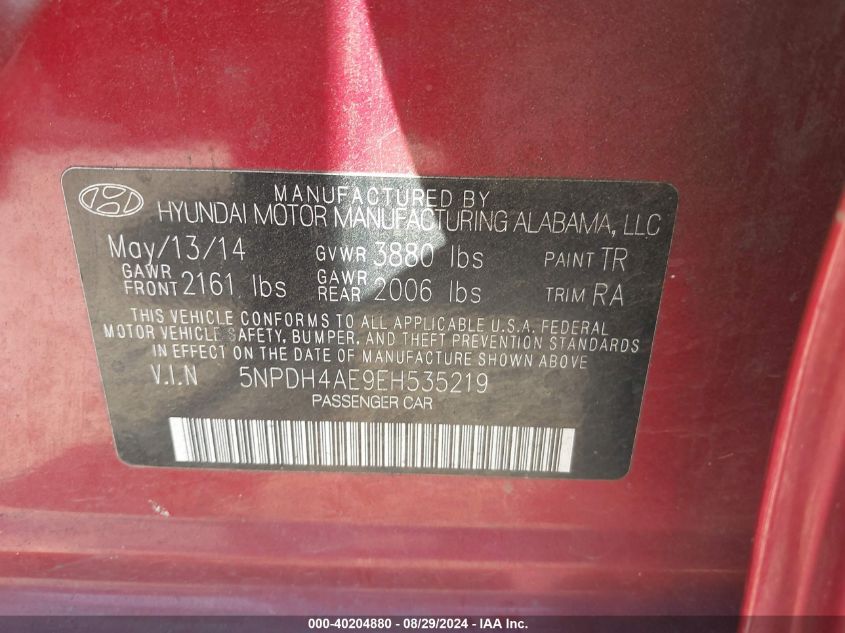 MANUFACTURED BY
HYUNDAI MOTOR MANUFACTURING ALABAMA, LLC
May/13/14 GVWR 3880 lbs PAINT TR
GAWR FRONT 2161 lbs GAWR REAR 2006 lbs TRIM RA
THIS VEHICLE CONFORMS TO ALL APPLICABLE U.S.A. FEDERAL
MOTOR VEHICLE SAFETY, BUMPER, AND THEFT PREVENTION STANDARDS
IN EFFECT ON THE DATE OF MANUFACTURE SHOWN ABOVE.
V.I.N 5NPDH4AE9EH535219
PASSENGER CAR
000-40204880 - 08/29/2024 - IAA, Inc.